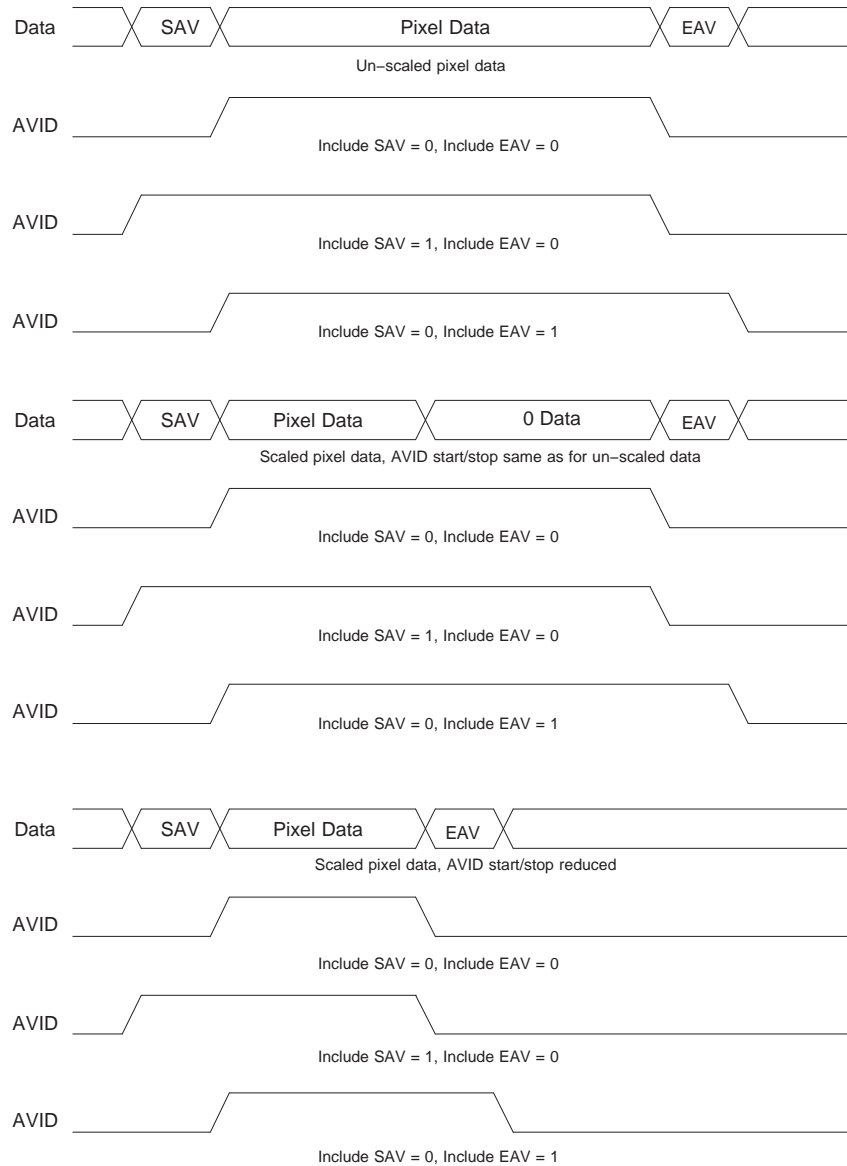 Data SAV Pixel Data EAV
Un−scaled pixel data
AVID
Include SAV = 0, Include EAV = 0
AVID
Include SAV = 1, Include EAV = 0
AVID
Include SAV = 0, Include EAV = 1
Data SAV Pixel Data 0 Data EAV
Scaled pixel data, AVID start/stop same as for un−scaled data
AVID
Include SAV = 0, Include EAV = 0
AVID
Include SAV = 1, Include EAV = 0
AVID
Include SAV = 0, Include EAV = 1
Data SAV Pixel Data EAV
Scaled pixel data, AVID start/stop reduced
AVID
Include SAV = 0, Include EAV = 0
AVID
Include SAV = 1, Include EAV = 0
AVID
Include SAV = 0, Include EAV = 1